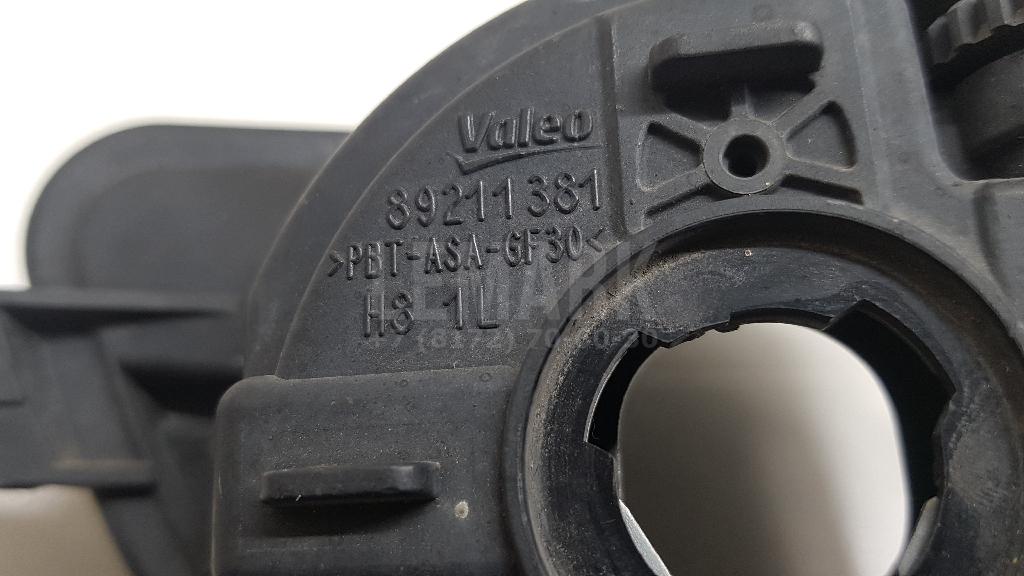 Valeo
89211381
>PBT-ASA-GF30<
H8 1L